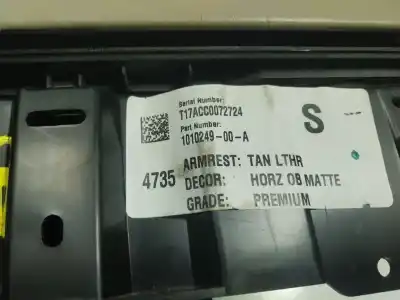 Serial Number:
T17ACC0072724
Part Number:
1010249-00-A
S
4735
ARMREST: TAN LTHR
DECOR: HORZ OB MATTE
GRADE: PREMIUM